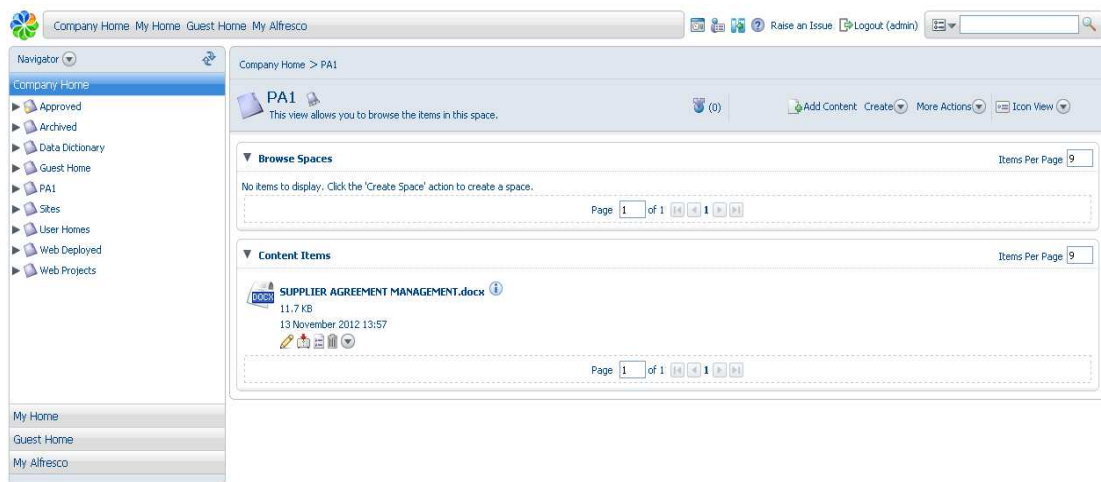 Company Home My Home Guest Home My Alfresco
Raise an Issue Logout (admin)
Navigator
Company Home
Approved
Archived
Data Dictionary
Guest Home
PA1
Sites
User Homes
Web Deployed
Web Projects
My Home
Guest Home
My Alfresco
Company Home > PA1
PA1
This view allows you to browse the items in this space.
(0)
Add Content Create More Actions Icon View
Browse Spaces
Items Per Page 9
No items to display. Click the 'Create Space' action to create a space.
Page 1 of 1 1
Content Items
Items Per Page 9
DOCX
SUPPLIER AGREEMENT MANAGEMENT.docx
11.7 KB
13 November 2012 13:57
Page 1 of 1 1